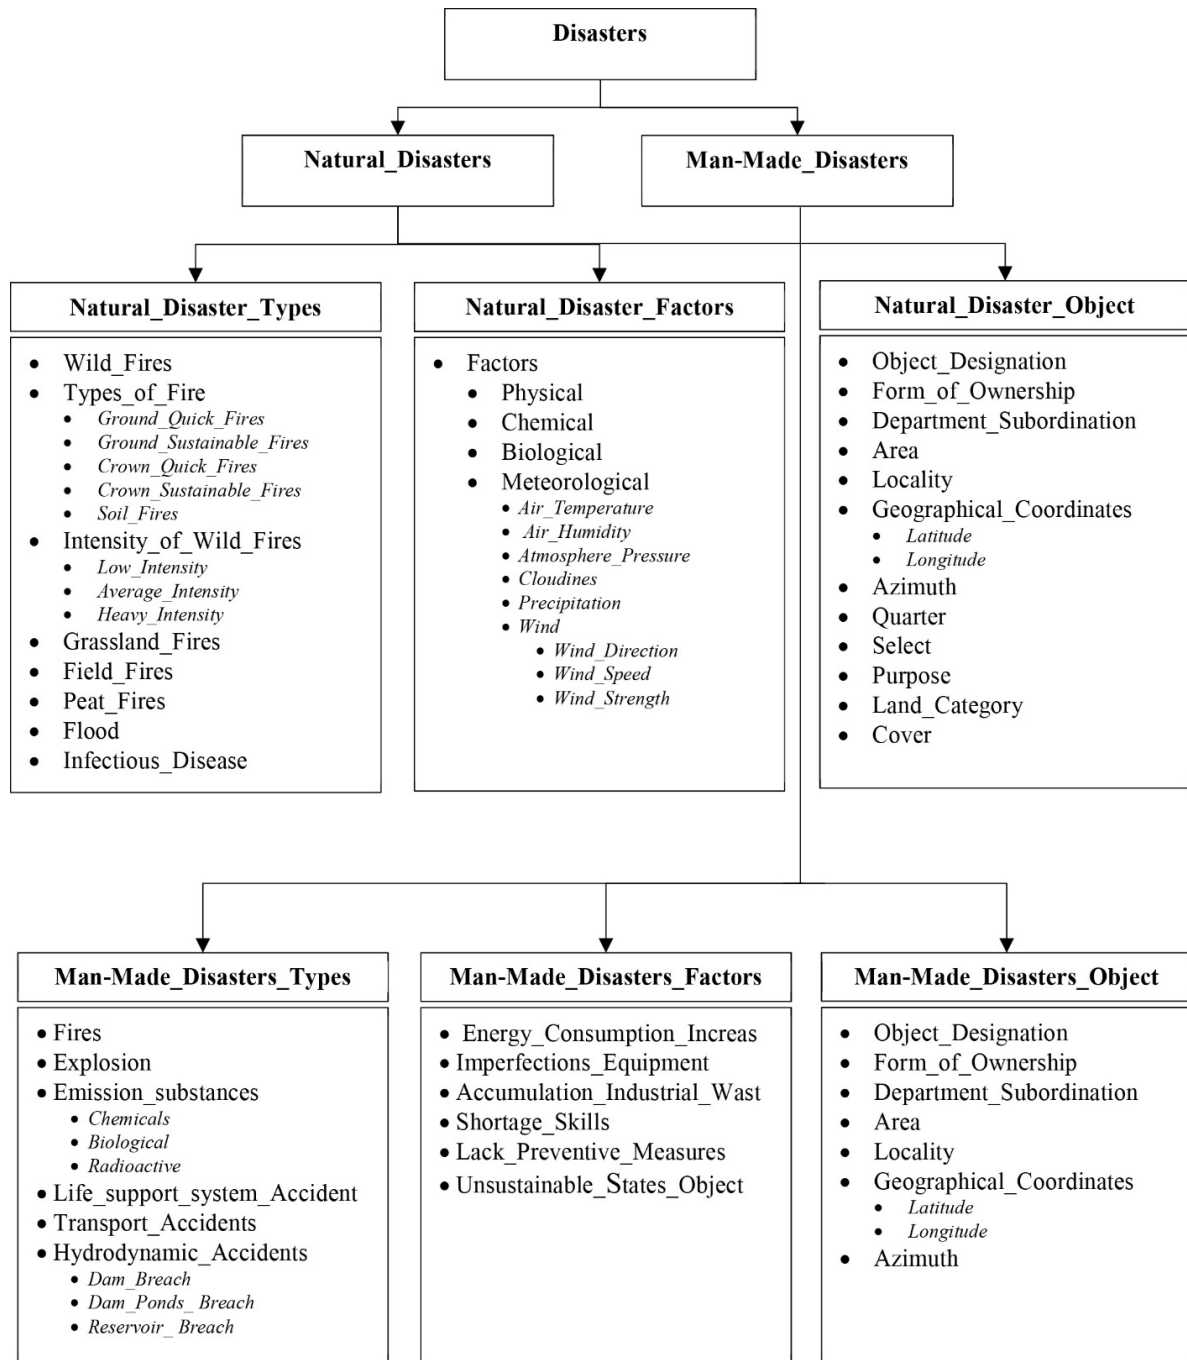 Disasters
Natural_Disasters
Man-Made_Disasters
Natural_Disaster_Types
• Wild_Fires
• Types_of_Fire
• Ground_Quick_Fires
• Ground_Sustainable_Fires
• Crown_Quick_Fires
• Crown_Sustainable_Fires
• Soil_Fires
• Intensity_of_Wild_Fires
• Low_Intensity
• Average_Intensity
• Heavy_Intensity
• Grassland_Fires
• Field_Fires
• Peat_Fires
• Flood
• Infectious_Disease
Natural_Disaster_Factors
• Factors
• Physical
• Chemical
• Biological
• Meteorological
• Air_Temperature
• Air_Humidity
• Atmosphere_Pressure
• Cloudines
• Precipitation
• Wind
• Wind_Direction
• Wind_Speed
• Wind_Strength
Natural_Disaster_Object
• Object_Designation
• Form_of_Ownership
• Department_Subordination
• Area
• Locality
• Geographical_Coordinates
• Latitude
• Longitude
• Azimuth
• Quarter
• Select
• Purpose
• Land_Category
• Cover
Man-Made_Disasters_Types
• Fires
• Explosion
• Emission_substances
• Chemicals
• Biological
• Radioactive
• Life_support_system_Accident
• Transport_Accidents
• Hydrodynamic_Accidents
• Dam_Breach
• Dam_Ponds_ Breach
• Reservoir_ Breach
Man-Made_Disasters_Factors
• Energy_Consumption_Increas
• Imperfections_Equipment
• Accumulation_Industrial_Wast
• Shortage_Skills
• Lack_Preventive_Measures
• Unsustainable_States_Object
Man-Made_Disasters_Object
• Object_Designation
• Form_of_Ownership
• Department_Subordination
• Area
• Locality
• Geographical_Coordinates
• Latitude
• Longitude
• Azimuth